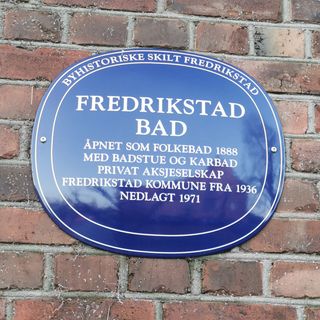 BYHISTORISKE SKILT FREDRIKSTAD
FREDRIKSTAD
BAD
ÅPNET SOM FOLKEBAD 1888
MED BADSTUE OG KARBAD
PRIVAT AKSJESELSKAP
FREDRIKSTAD KOMMUNE FRA 1936
NEDLAGT 1971